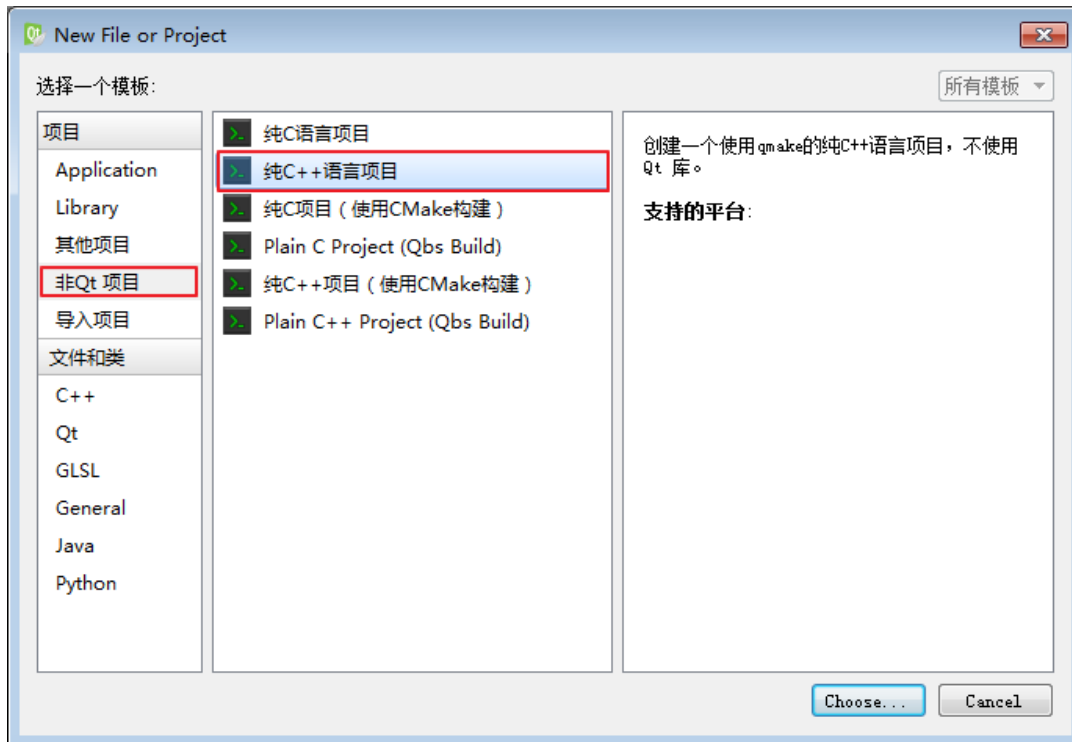 New File or Project
选择一个模板:
所有模板
项目
Application
Library
其他项目
非Qt 项目
导入项目
文件和类
C++
Qt
GLSL
General
Java
Python
纯C语言项目
纯C++语言项目
纯C项目（使用CMake构建）
Plain C Project (Qbs Build)
纯C++项目（使用CMake构建）
Plain C++ Project (Qbs Build)
创建一个使用qmake的纯C++语言项目，不使用
Qt 库。
支持的平台:
Choose...
Cancel